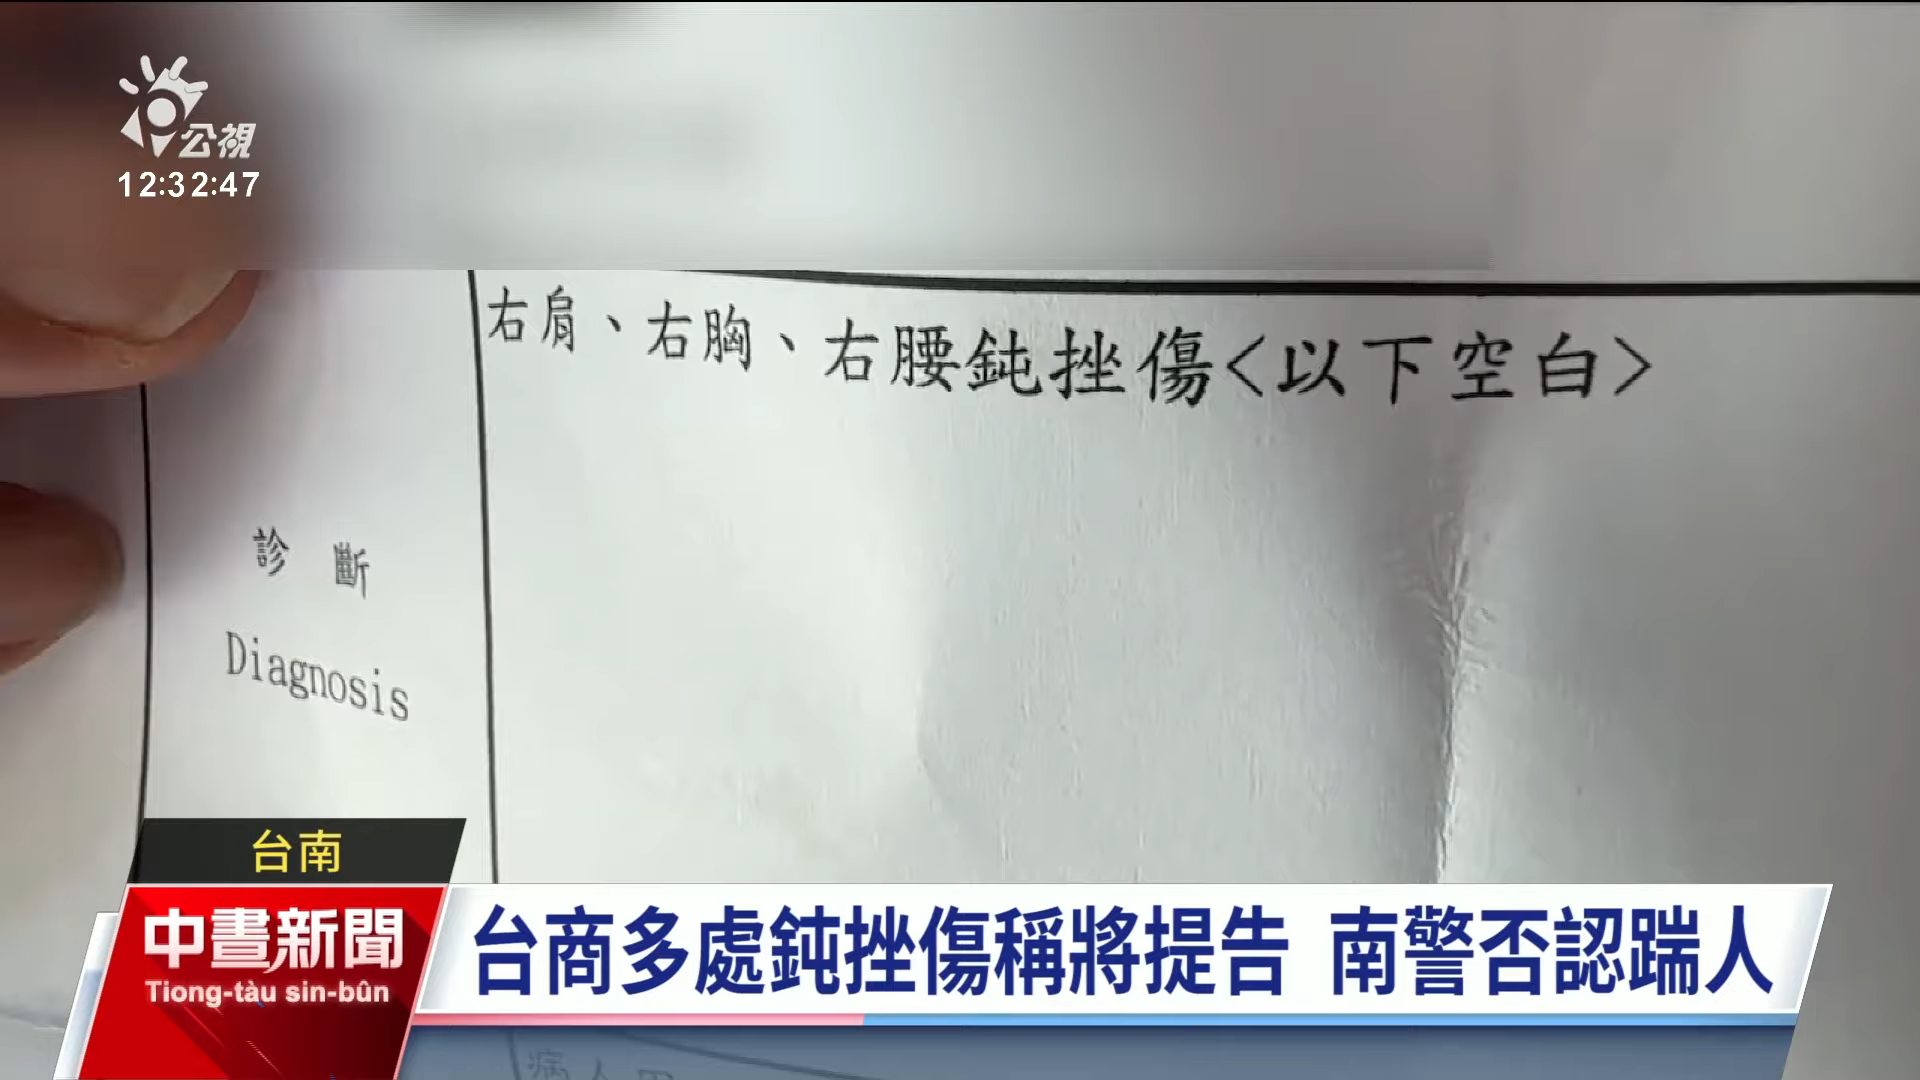 公視
12:32:47
右肩、右胸、右腰鈍挫傷<以下空白>
診斷
Diagnosis
台南
中晝新聞
Tiong-tàu sin-bûn
台商多處鈍挫傷稱將提告 南警否認踹人